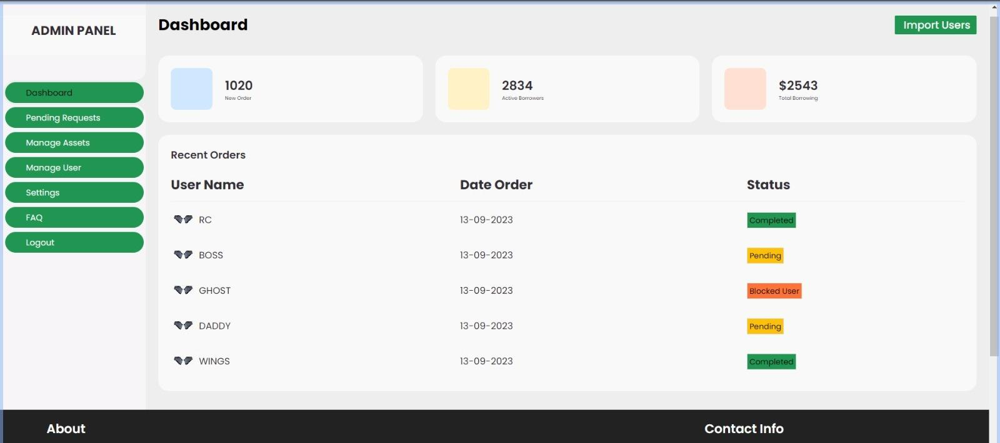 ADMIN PANEL
Dashboard
Pending Requests
Manage Assets
Manage User
Settings
FAQ
Logout
Dashboard
Import Users
1020
New Order
2834
Active Borrowers
$2543
Total Borrowing
Recent Orders
User Name Date Order Status
RC 13-09-2023 Completed
BOSS 13-09-2023 Pending
GHOST 13-09-2023 Blocked User
DADDY 13-09-2023 Pending
WINGS 13-09-2023 Completed
About Contact Info